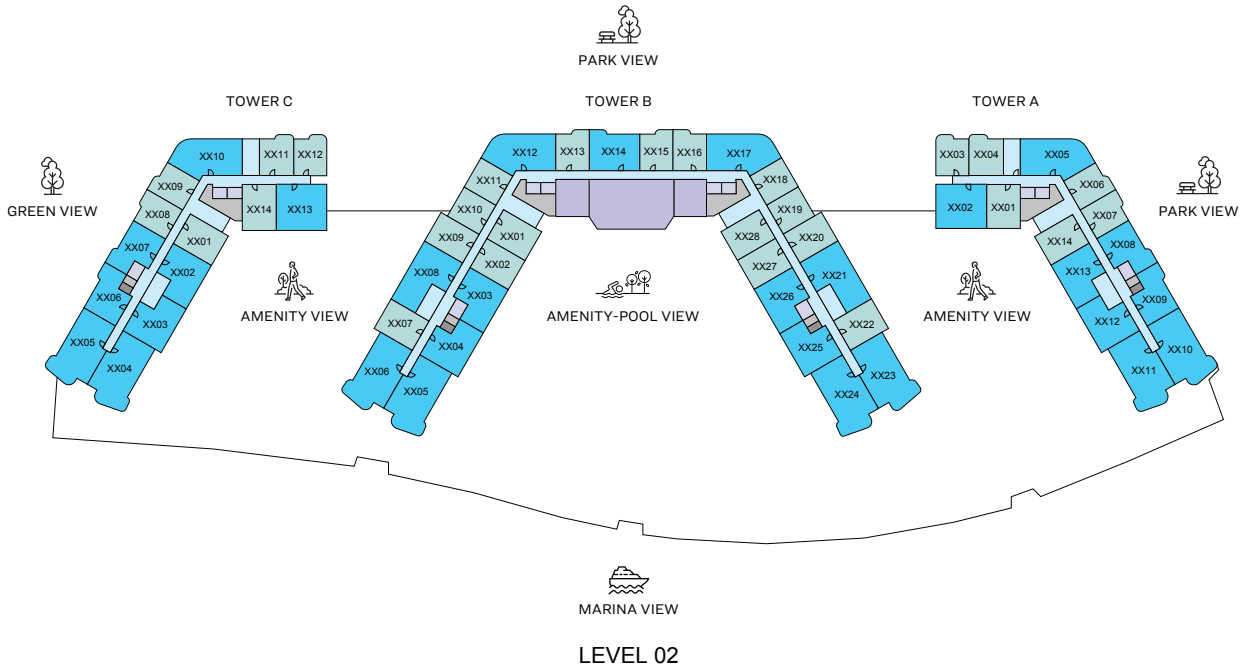 PARK VIEW
TOWER C
TOWER B
TOWER A
GREEN VIEW
PARK VIEW
XX10
XX11
XX12
XX09
XX08
XX14
XX13
XX07
XX01
XX02
XX06
XX03
XX05
XX04
XX12
XX13
XX14
XX15
XX16
XX17
XX11
XX18
XX10
XX19
XX09
XX01
XX28
XX20
XX08
XX02
XX27
XX21
XX03
XX26
XX07
XX04
XX25
XX22
XX06
XX05
XX24
XX23
XX03
XX04
XX05
XX06
XX02
XX01
XX07
XX14
XX08
XX13
XX09
XX12
XX10
XX11
AMENITY VIEW
AMENITY-POOL VIEW
AMENITY VIEW
MARINA VIEW
LEVEL 02